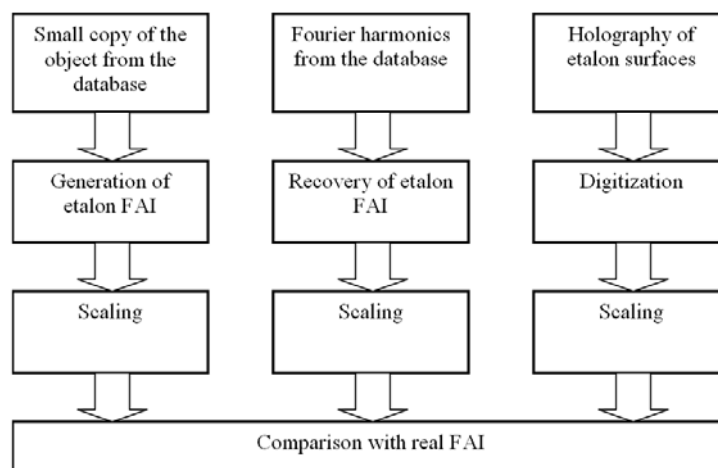 Small copy of the
object from the
database
Fourier harmonics
from the database
Holography of
etalon surfaces
Generation of
etalon FAI
Recovery of etalon
FAI
Digitization
Scaling
Scaling
Scaling
Comparison with real FAI